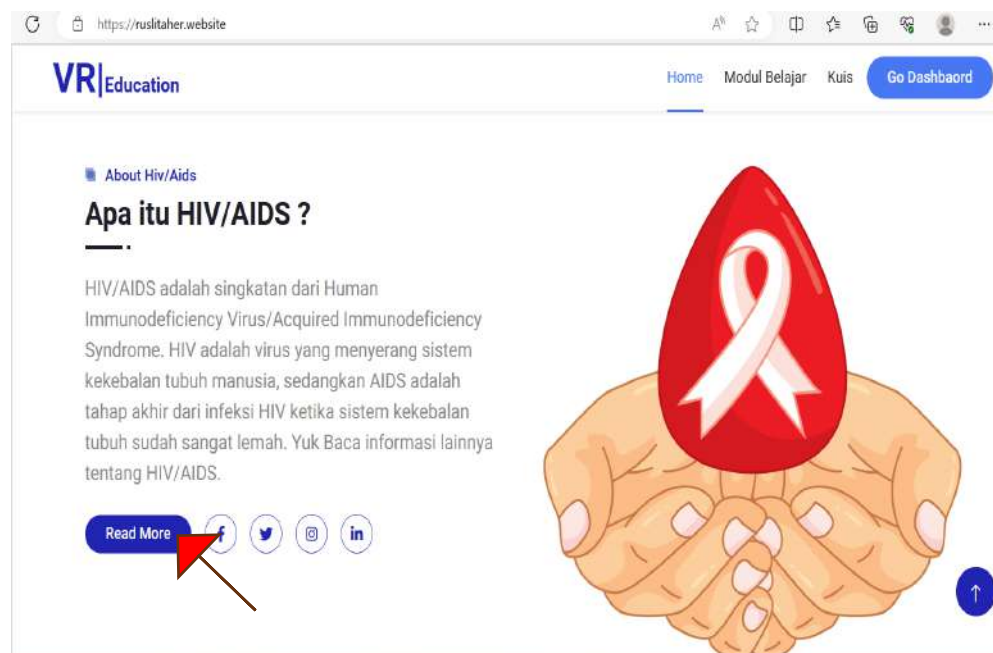 https://ruslitaher.website
VR|Education
Home Modul Belajar Kuis Go Dashbaord
About Hiv/Aids
Apa itu HIV/AIDS ?
HIV/AIDS adalah singkatan dari Human
Immunodeficiency Virus/Acquired Immunodeficiency
Syndrome. HIV adalah virus yang menyerang sistem
kekebalan tubuh manusia, sedangkan AIDS adalah
tahap akhir dari infeksi HIV ketika sistem kekebalan
tubuh sudah sangat lemah. Yuk Baca informasi lainnya
tentang HIV/AIDS.
Read More